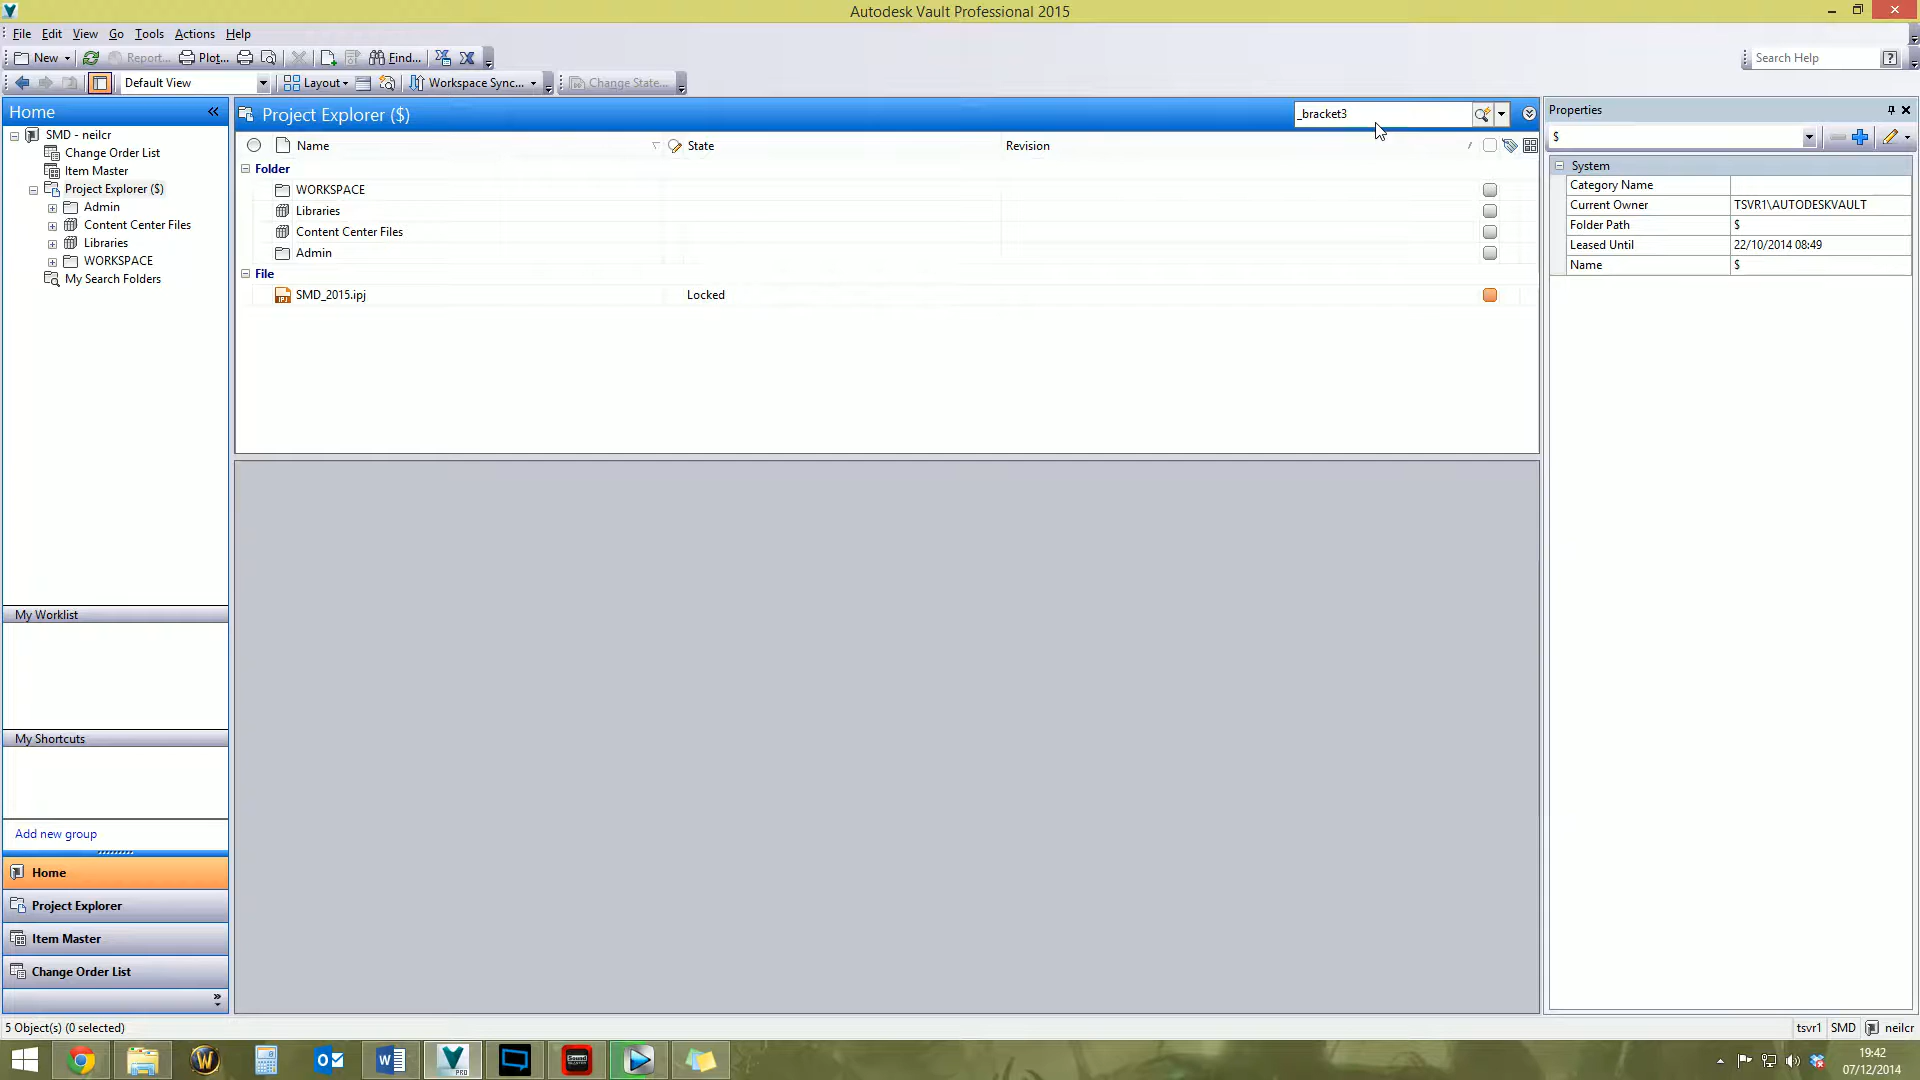 Autodesk Vault Professional 2015
File Edit View Go Tools Actions Help
New Report... Plot... Find... Search Help
Default View Layout Workspace Sync... Change State...
Home
SMD - neilcr
Change Order List
Item Master
Project Explorer ($)
Admin
Content Center Files
Libraries
WORKSPACE
My Search Folders
My Worklist
My Shortcuts
Add new group
Home
Project Explorer
Item Master
Change Order List
Project Explorer ($) _bracket3
Name State Revision
Folder
WORKSPACE
Libraries
Content Center Files
Admin
File
SMD_2015.ipj Locked
Properties
$
System
Category Name
Current Owner TSVR1\AUTODESKVAULT
Folder Path $
Leased Until 22/10/2014 08:49
Name $
5 Object(s) (0 selected) tsvr1 SMD neilcr
19:42
07/12/2014